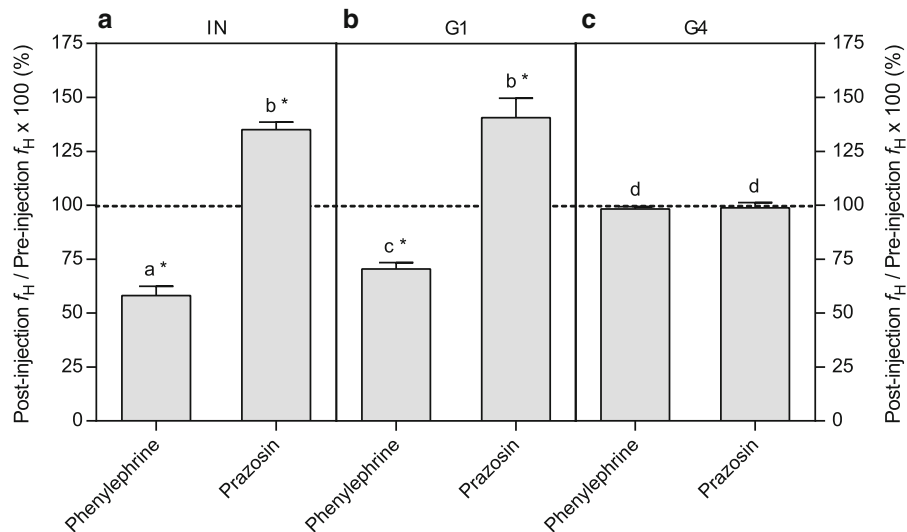 a
IN
b
G1
c
G4
Post-injection fH / Pre-injection fH x 100 (%)
175
150
125
100
75
50
25
0
a *
b *
c *
b *
d
d
175
150
125
100
75
50
25
0
Post-injection fH / Pre-injection fH x 100 (%)
Phenylephrine
Prazosin
Phenylephrine
Prazosin
Phenylephrine
Prazosin